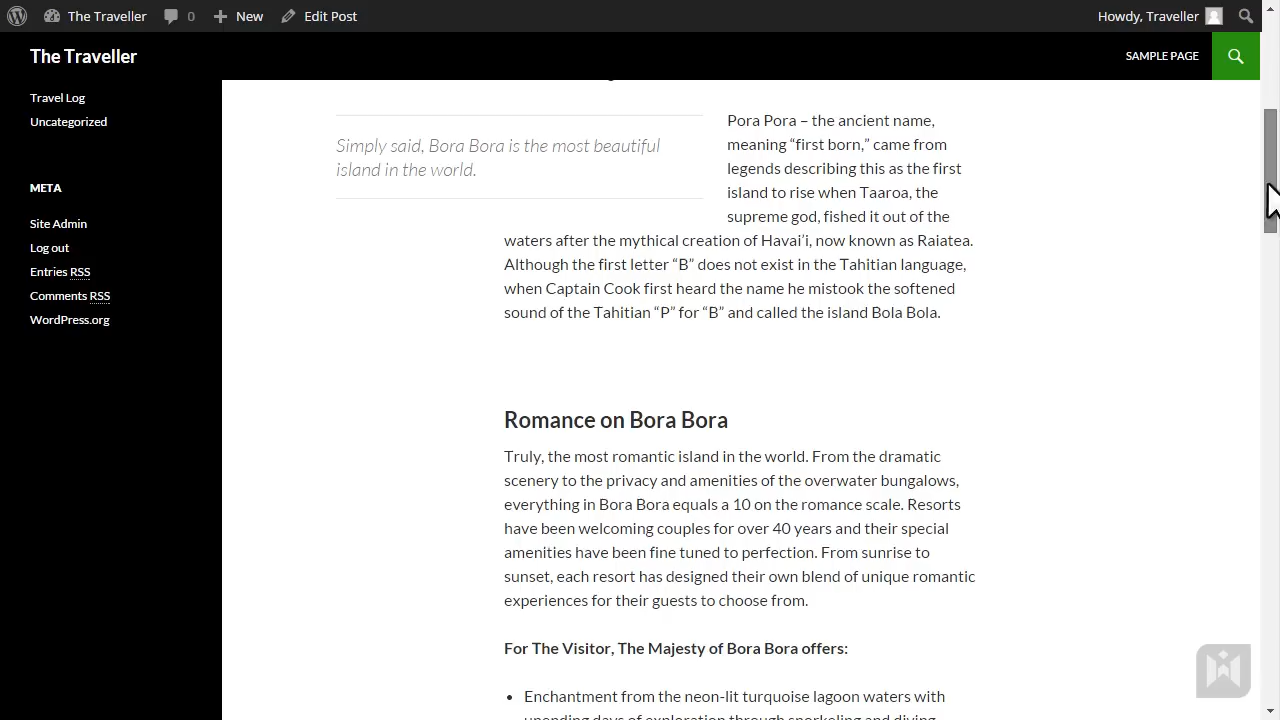 The Traveller
0
New
Edit Post
Howdy, Traveller
The Traveller
SAMPLE PAGE
Travel Log
Uncategorized
META
Site Admin
Log out
Entries RSS
Comments RSS
WordPress.org
Simply said, Bora Bora is the most beautiful
island in the world.
Pora Pora – the ancient name,
meaning “first born,” came from
legends describing this as the first
island to rise when Taaroa, the
supreme god, fished it out of the
waters after the mythical creation of Havai’i, now known as Raiatea.
Although the first letter “B” does not exist in the Tahitian language,
when Captain Cook first heard the name he mistook the softened
sound of the Tahitian “P” for “B” and called the island Bola Bola.
Romance on Bora Bora
Truly, the most romantic island in the world. From the dramatic
scenery to the privacy and amenities of the overwater bungalows,
everything in Bora Bora equals a 10 on the romance scale. Resorts
have been welcoming couples for over 40 years and their special
amenities have been fine tuned to perfection. From sunrise to
sunset, each resort has designed their own blend of unique romantic
experiences for their guests to choose from.
For The Visitor, The Majesty of Bora Bora offers:
• Enchantment from the neon-lit turquoise lagoon waters with
unending days of exploration through snorkeling and diving